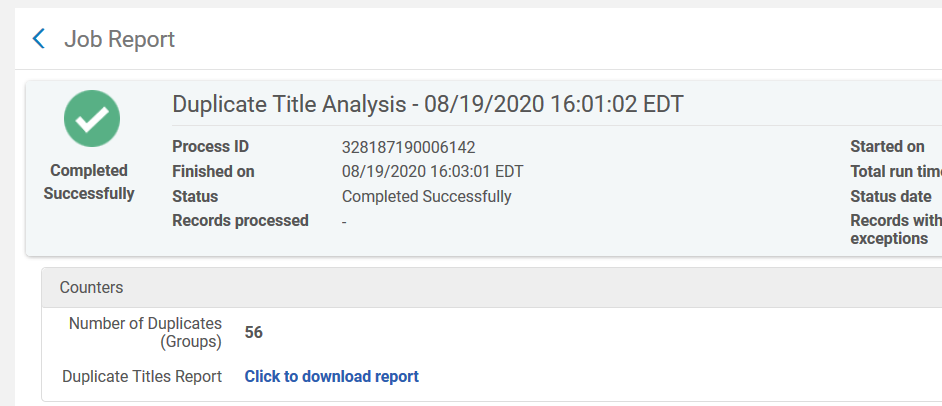 Job Report
Duplicate Title Analysis - 08/19/2020 16:01:02 EDT
Completed
Successfully
Process ID 328187190006142 Started on
Finished on 08/19/2020 16:03:01 EDT Total run time
Status Completed Successfully Status date
Records processed - Records with
exceptions
Counters
Number of Duplicates
(Groups) 56
Duplicate Titles Report Click to download report